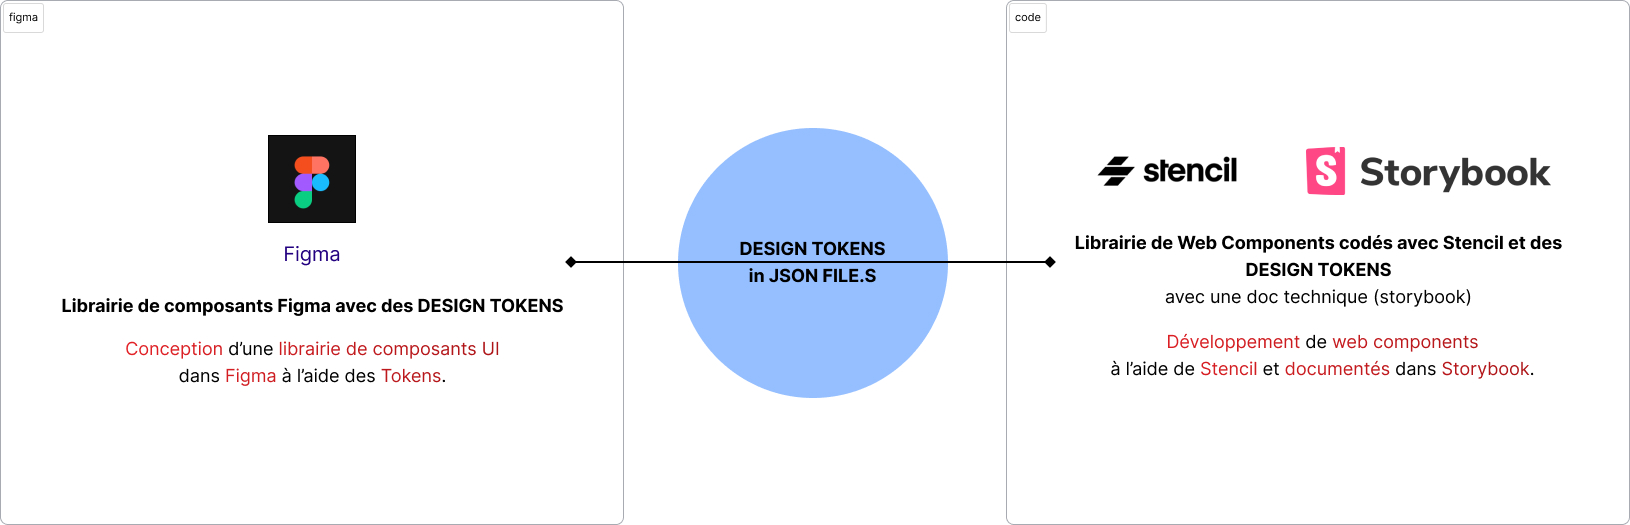 figma
Figma
Librairie de composants Figma avec des DESIGN TOKENS
Conception d’une librairie de composants UI
dans Figma à l’aide des Tokens.
DESIGN TOKENS
in JSON FILE.S
code
stencil
Storybook
Librairie de Web Components codés avec Stencil et des
DESIGN TOKENS
avec une doc technique (storybook)
Développement de web components
à l’aide de Stencil et documentés dans Storybook.